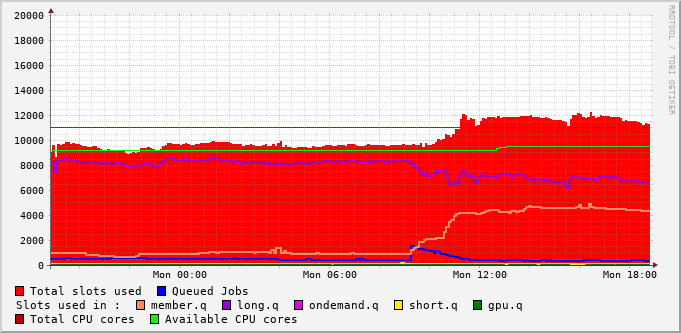 RRDTOOL / TOBI OETIKER
20000
18000
16000
14000
12000
10000
8000
6000
4000
2000
0
Mon 00:00 Mon 06:00 Mon 12:00 Mon 18:00
Total slots used Queued Jobs
Slots used in : member.q long.q ondemand.q short.q gpu.q
Total CPU cores Available CPU cores